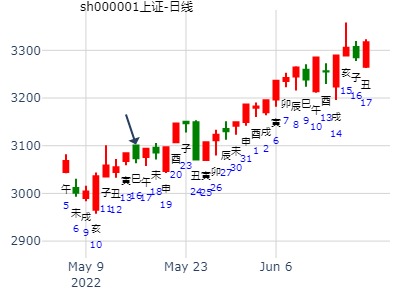 sh000001上证-日线
3300
3200
3100
3000
2900
午
5
未
6
戌
9
亥
10
子
11
丑
12
寅
13
巳
16
午
17
未
18
申
19
酉
20
子
23
丑
24
寅
25
卯
26
辰
27
未
30
申
31
酉
1
戌
2
寅
6
卯
7
辰
8
巳
9
午
10
酉
13
戌
14
亥
15
子
16
丑
17
May 9
2022
May 23
Jun 6